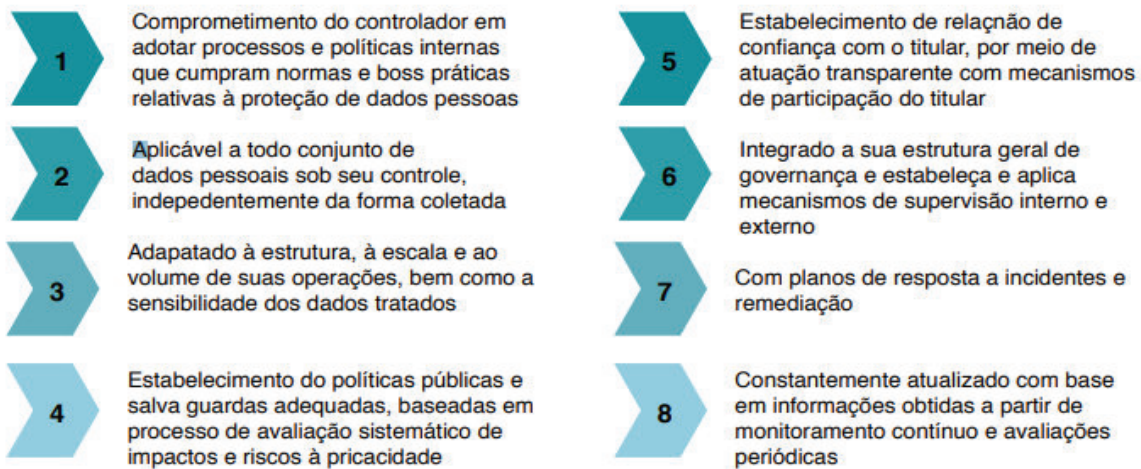 1
Comprometimento do controlador em
adotar processos e políticas internas
que cumpram normas e boss práticas
relativas à proteção de dados pessoas
2
Aplicável a todo conjunto de
dados pessoais sob seu controle,
indepedentemente da forma coletada
3
Adapatado à estrutura, à escala e ao
volume de suas operações, bem como a
sensibilidade dos dados tratados
4
Estabelecimento do políticas públicas e
salva guardas adequadas, baseadas em
processo de avaliação sistemático de
impactos e riscos à pricacidade
5
Estabelecimento de relaçnão de
confiança com o titular, por meio de
atuação transparente com mecanismos
de participação do titular
6
Integrado a sua estrutura geral de
governança e estabeleça e aplica
mecanismos de supervisão interno e
externo
7
Com planos de resposta a incidentes e
remediação
8
Constantemente atualizado com base
em informações obtidas a partir de
monitoramento contínuo e avaliações
periódicas